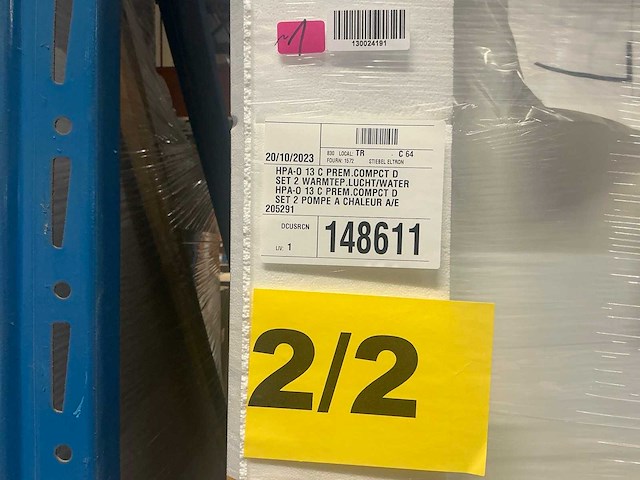 130024191
20/10/2023
830 LOCAL: TR C 64
FOURN: 1572 STIEBEL ELTRON
HPA-O 13 C PREM.COMPCT D
SET 2 WARMTEP.LUCHT/WATER
HPA-O 13 C PREM.COMPCT D
SET 2 POMPE A CHALEUR A/E
205291
DCUSRCN
LIV: 1
148611
2/2